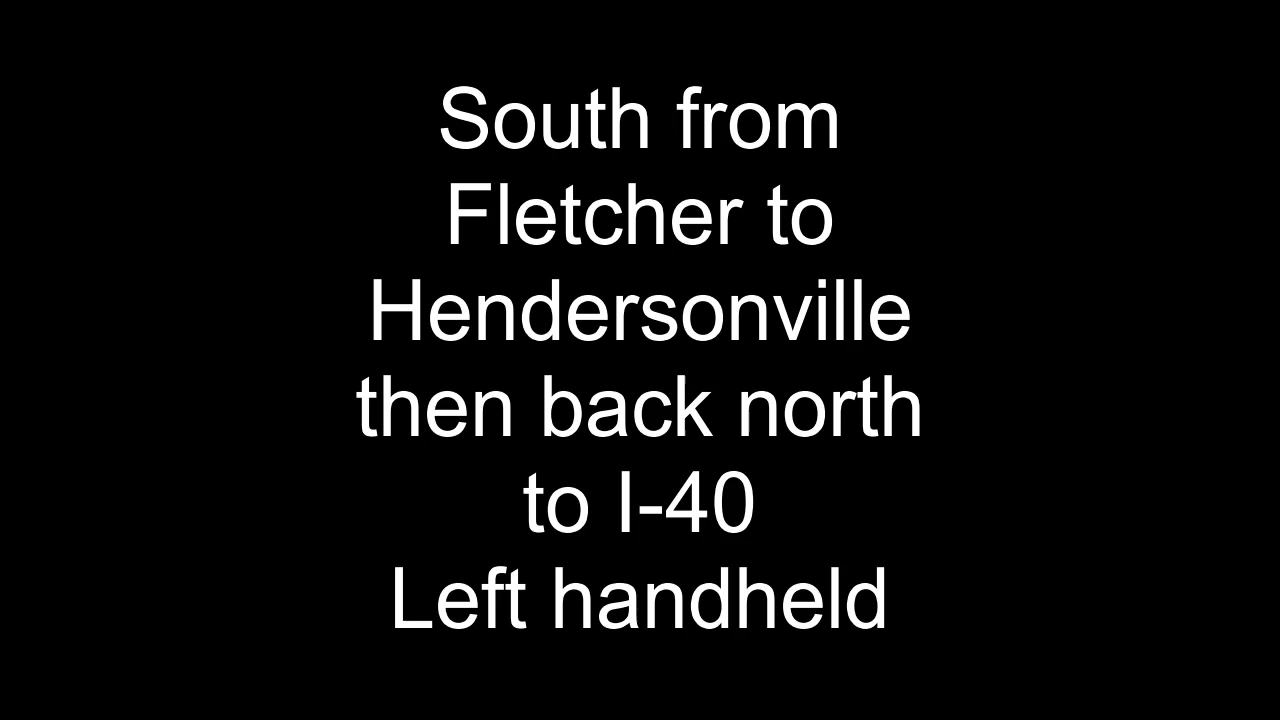 South from
Fletcher to
Hendersonville
then back north
to I-40
Left handheld